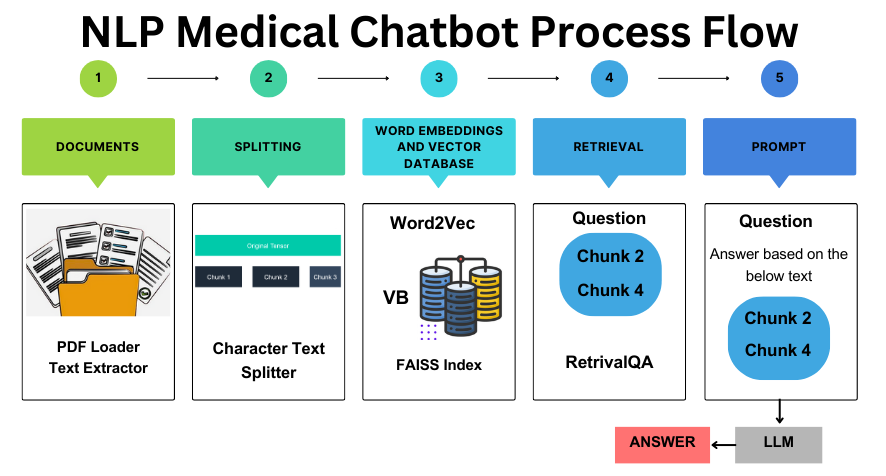 NLP Medical Chatbot Process Flow
1
2
3
4
5
DOCUMENTS
SPLITTING
WORD EMBEDDINGS
AND VECTOR
DATABASE
RETRIEVAL
PROMPT
PDF Loader
Text Extractor
Original Tensor
Chunk 1
Chunk 2
Chunk 3
Character Text
Splitter
Word2Vec
VB
FAISS Index
Question
Chunk 2
Chunk 4
RetrivalQA
Question
Answer based on the
below text
Chunk 2
Chunk 4
LLM
ANSWER